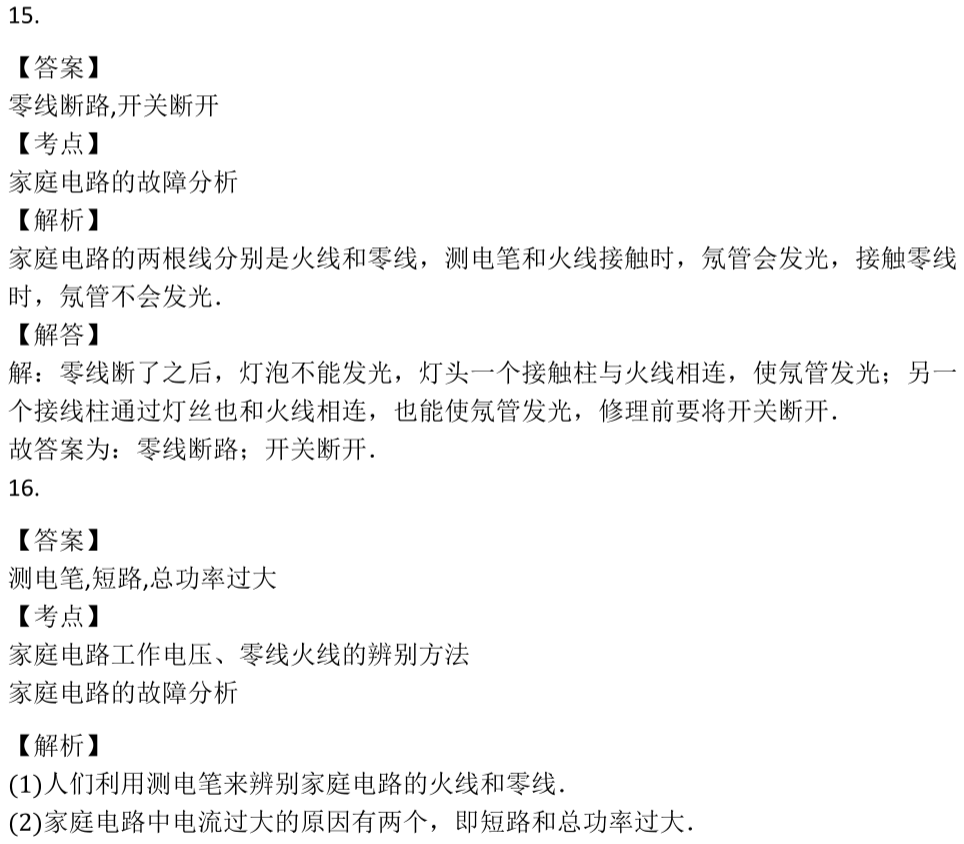 15.
【答案】
零线断路,开关断开
【考点】
家庭电路的故障分析
【解析】
家庭电路的两根线分别是火线和零线，测电笔和火线接触时，氖管会发光，接触零线
时，氖管不会发光．
【解答】
解：零线断了之后，灯泡不能发光，灯头一个接触柱与火线相连，使氖管发光；另一
个接线柱通过灯丝也和火线相连，也能使氖管发光，修理前要将开关断开．
故答案为：零线断路；开关断开．
16.
【答案】
测电笔,短路,总功率过大
【考点】
家庭电路工作电压、零线火线的辨别方法
家庭电路的故障分析
【解析】
(1)人们利用测电笔来辨别家庭电路的火线和零线．
(2)家庭电路中电流过大的原因有两个，即短路和总功率过大．